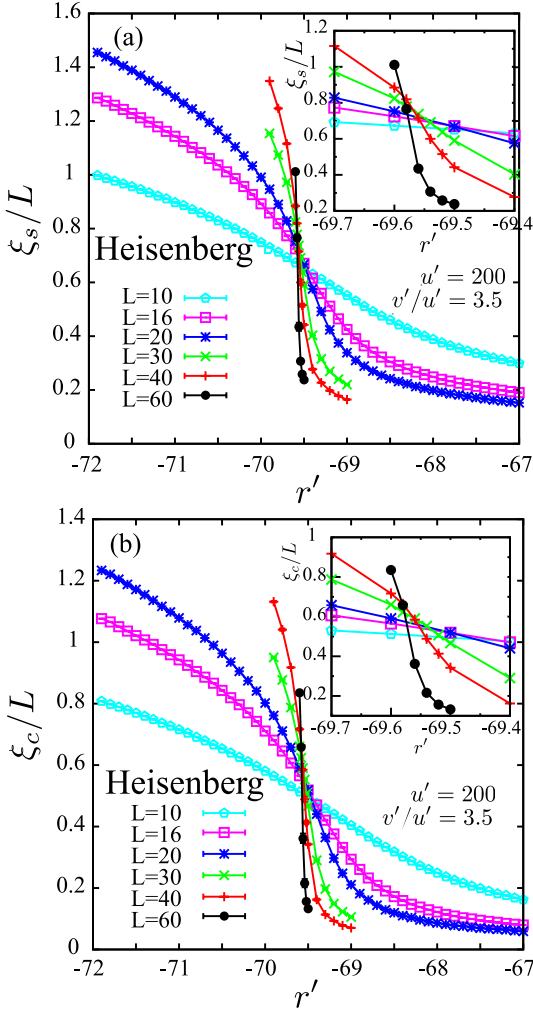 (a)
1.6
1.4
1.2
1
0.8
0.6
0.4
0.2
0
ξs/L
Heisenberg
L=10
L=16
L=20
L=30
L=40
L=60
u′ = 200
v′/u′ = 3.5
-72 -71 -70 -69 -68 -67
r′
1.2
1
0.8
0.6
0.4
0.2
ξs/L
-69.7 -69.6 -69.5 -69.4
r′
(b)
1.4
1.2
1
0.8
0.6
0.4
0.2
0
ξc/L
Heisenberg
L=10
L=16
L=20
L=30
L=40
L=60
u′ = 200
v′/u′ = 3.5
-72 -71 -70 -69 -68 -67
r′
1
0.8
0.6
0.4
0.2
0
ξc/L
-69.7 -69.6 -69.5 -69.4
r′